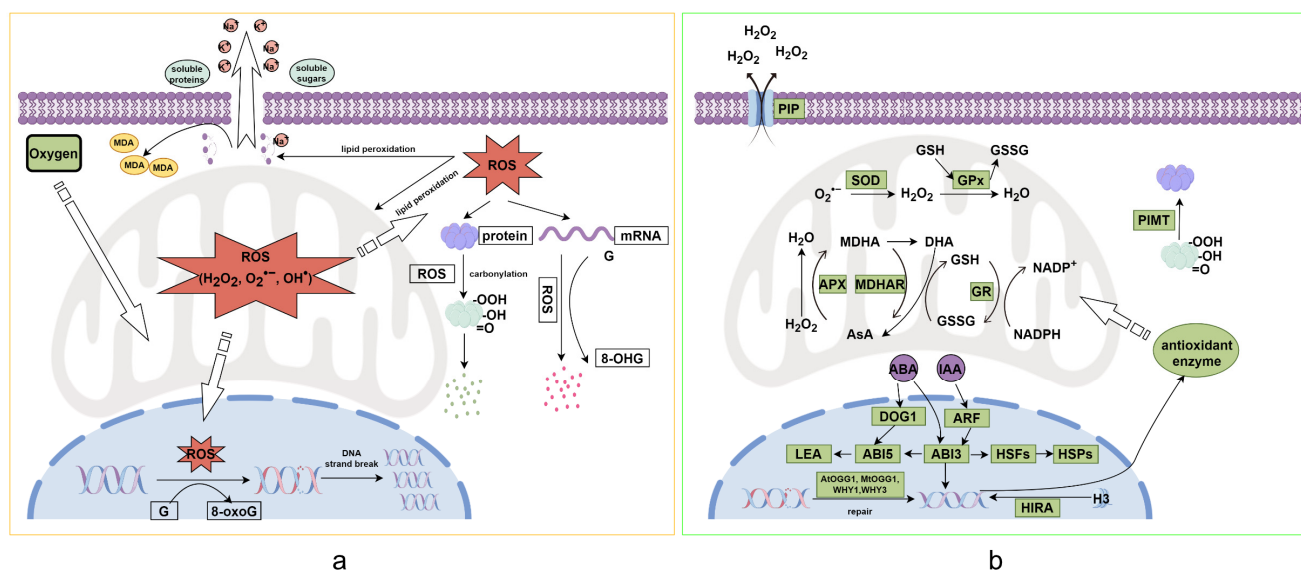 Na⁺
K⁺
K⁺
Na⁺
K⁺
Na⁺
soluble
proteins
soluble
sugars
Oxygen
MDA
MDA
MDA
Na⁺
lipid peroxidation
lipid peroxidation
ROS
ROS
(H₂O₂, O₂•−, OH•)
protein
mRNA
G
ROS
carbonylation
-OOH
-OH
=O
ROS
8-OHG
ROS
DNA
strand break
G
8-oxoG
a
H₂O₂
H₂O₂
H₂O₂
PIP
GSH
GSSG
O₂•−
SOD
H₂O₂
GPx
H₂O
PIMT
-OOH
-OH
=O
H₂O
MDHA
DHA
GSH
NADP⁺
APX
MDHAR
GR
H₂O₂
AsA
GSSG
NADPH
antioxidant
enzyme
ABA
IAA
DOG1
ARF
LEA
ABI5
ABI3
HSFs
HSPs
AtOGG1, MtOGG1,
WHY1,WHY3
repair
HIRA
H3
b